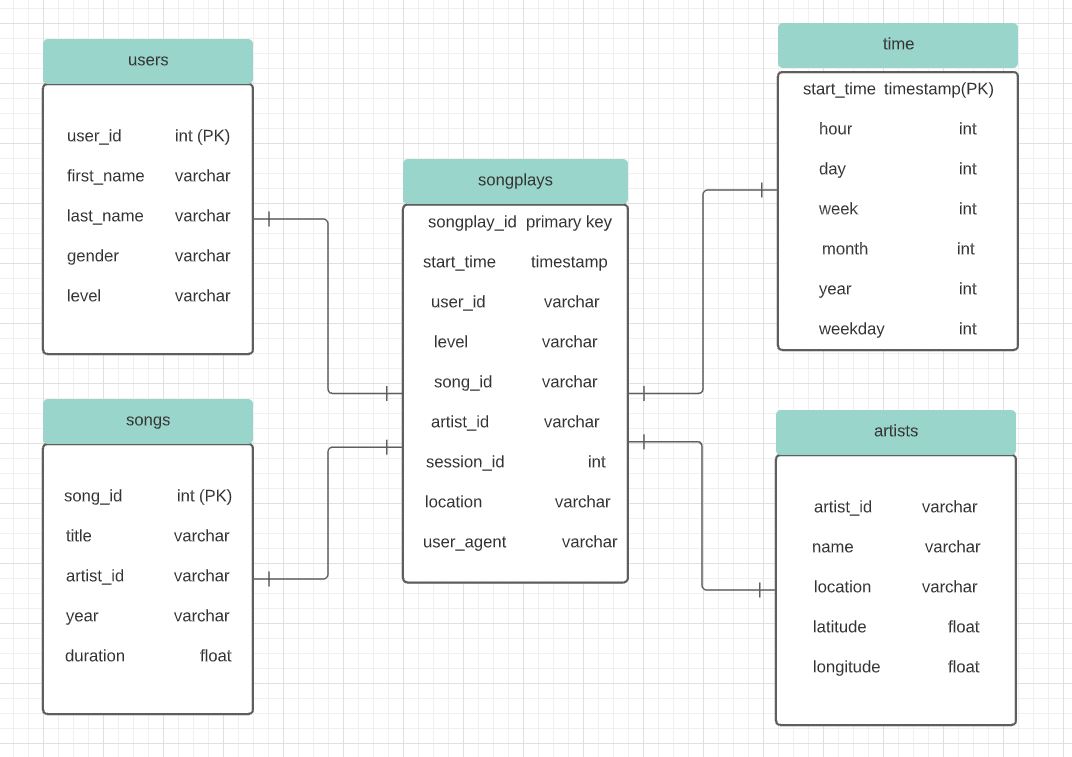 users
user_id int (PK)
first_name varchar
last_name varchar
gender varchar
level varchar
songs
song_id int (PK)
title varchar
artist_id varchar
year varchar
duration float
songplays
songplay_id primary key
start_time timestamp
user_id varchar
level varchar
song_id varchar
artist_id varchar
session_id int
location varchar
user_agent varchar
time
start_time timestamp(PK)
hour int
day int
week int
month int
year int
weekday int
artists
artist_id varchar
name varchar
location varchar
latitude float
longitude float